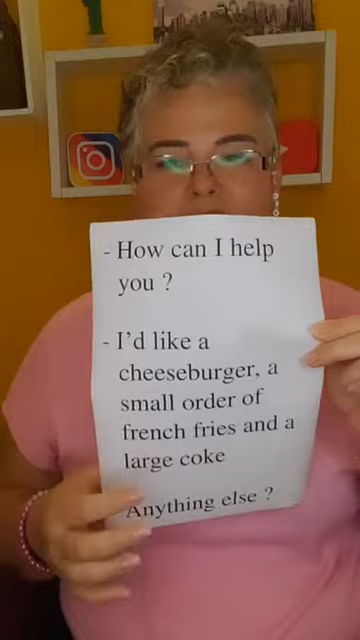 - How can I help
you ?
- I'd like a
cheeseburger, a
small order of
french fries and a
large coke
Anything else ?